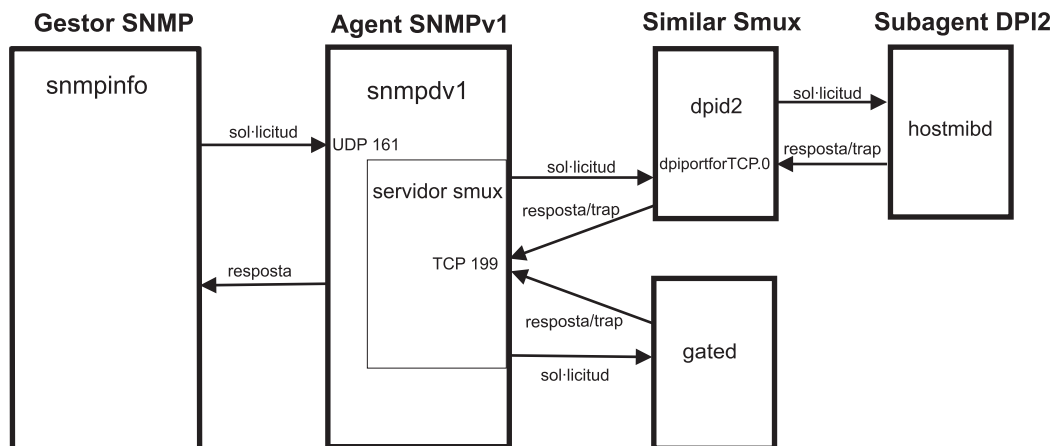 Gestor SNMP
Agent SNMPv1
Similar Smux
Subagent DPI2
snmpinfo
snmpdv1
dpid2
hostmibd
sol·licitud
UDP 161
sol·licitud
sol·licitud
resposta/trap
dpiportforTCP.0
servidor smux
resposta/trap
TCP 199
resposta
resposta/trap
gated
sol·licitud